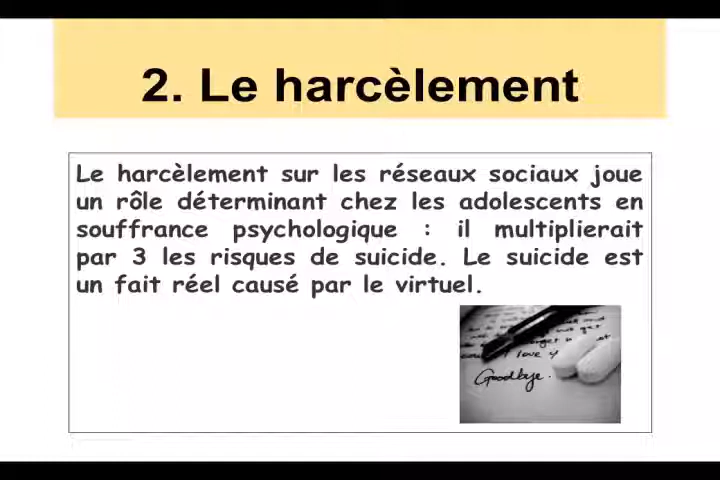 2. Le harcèlement
Le harcèlement sur les réseaux sociaux joue
un rôle déterminant chez les adolescents en
souffrance psychologique : il multiplierait
par 3 les risques de suicide. Le suicide est
un fait réel causé par le virtuel.
I love y
Goodbye.